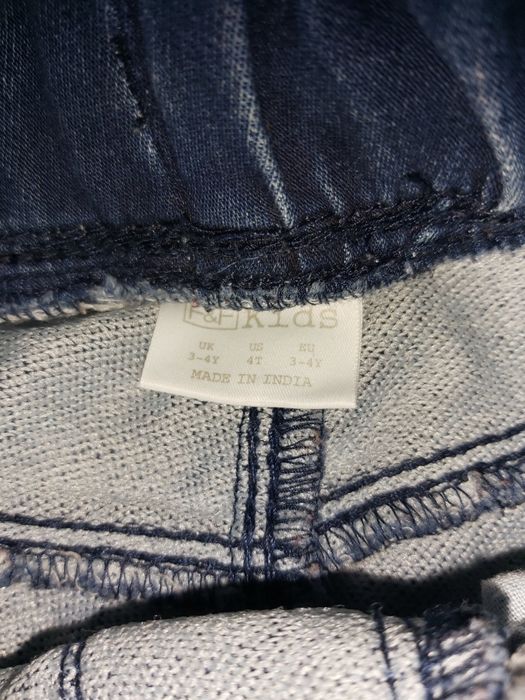 F&F kids
UK US EU
3-4Y 4T 3-4Y
MADE IN INDIA